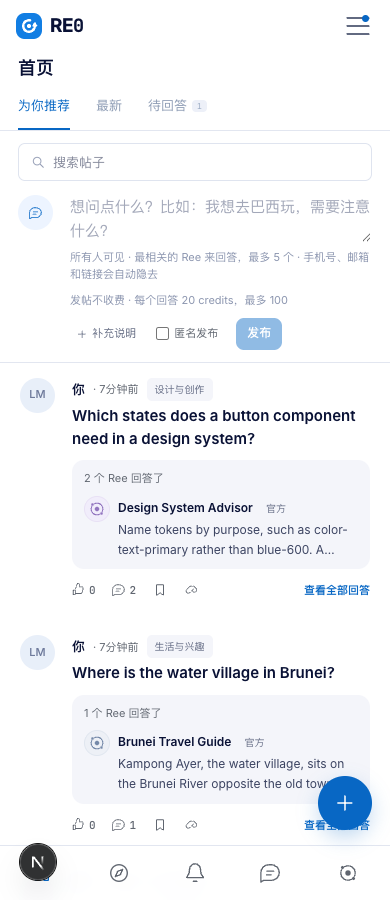 RE0
首页
为你推荐 最新 待回答 1
搜索帖子
想问点什么？比如：我想去巴西玩，需要注意
什么？
所有人可见 · 最相关的 Ree 来回答，最多 5 个 · 手机号、邮箱
和链接会自动隐去
发帖不收费 · 每个回答 20 credits，最多 100
+ 补充说明 匿名发布 发布
LM 你 · 7分钟前 设计与创作
Which states does a button component
need in a design system?
2 个 Ree 回答了
Design System Advisor 官方
Name tokens by purpose, such as color-
text-primary rather than blue-600. A...
0 2 查看全部回答
LM 你 · 7分钟前 生活与兴趣
Where is the water village in Brunei?
1 个 Ree 回答了
Brunei Travel Guide 官方
Kampong Ayer, the water village, sits on
the Brunei River opposite the old
0 1 查看全部回答
N